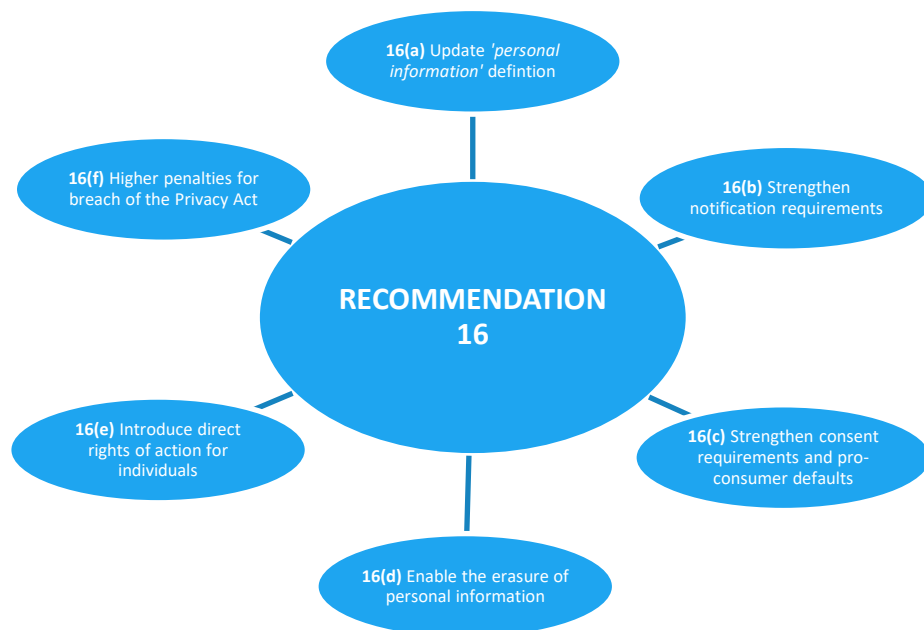 16(a) Update 'personal
information' defintion
16(f) Higher penalties for
breach of the Privacy Act
16(b) Strengthen
notification requirements
RECOMMENDATION
16
16(e) Introduce direct
rights of action for
individuals
16(c) Strengthen consent
requirements and pro-
consumer defaults
16(d) Enable the erasure of
personal information